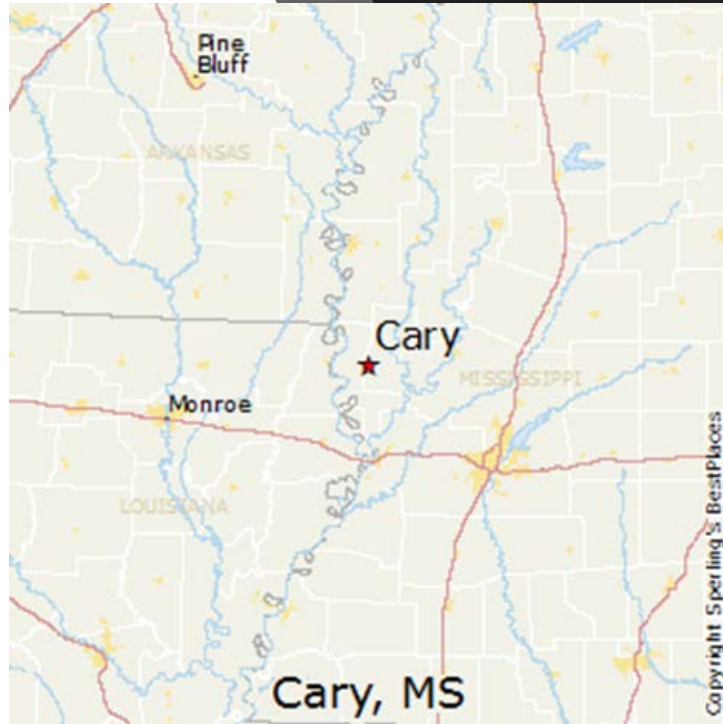 Pine
Bluff
ARKANSAS
Cary
MISSISSIPPI
Monroe
LOUISIANA
Cary, MS
Copyright Sperling's BestPlaces